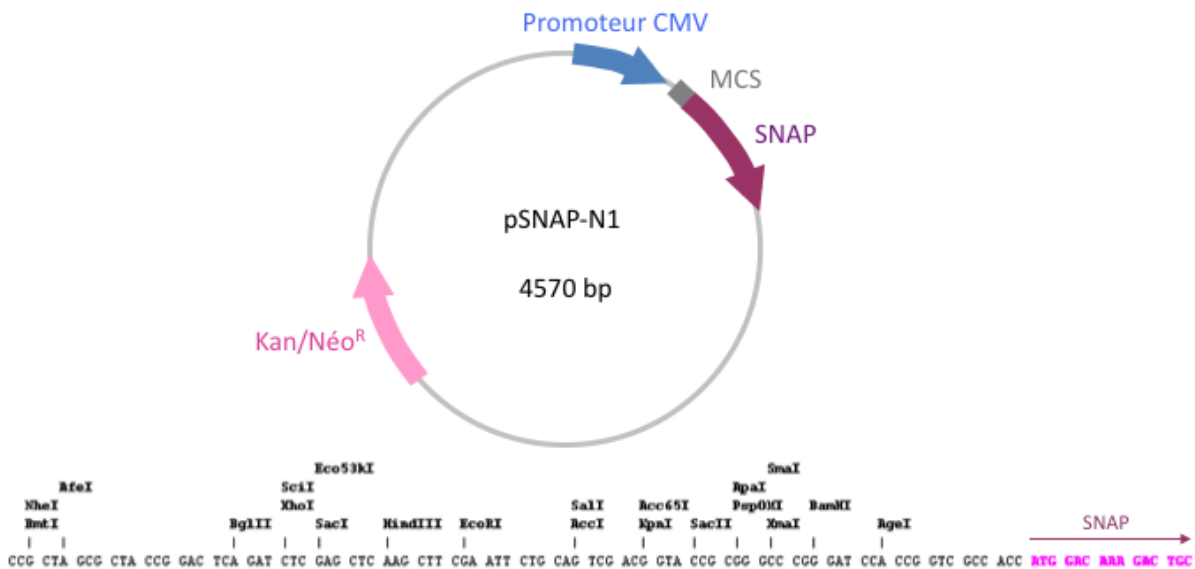 Promoteur CMV
MCS
SNAP
pSNAP-N1
4570 bp
Kan/Néo^R
Eco53kI SmaI
AfeI SciI RpaI
NheI XhoI SalI Acc65I PspOMI BamHI
BmtI BglII SacI HindIII EcoRI AccI KpnI SacII XmaI AgeI SNAP
CCG CTA GCG CTA CCG GAC TCA GAT CTC GAG CTC AAG CTT CGA ATT CTG CAG TCG ACG GTA CCG CGG GCC CGG GAT CCA CCG GTC GCC ACC ATG GAC AAA GAC TGC